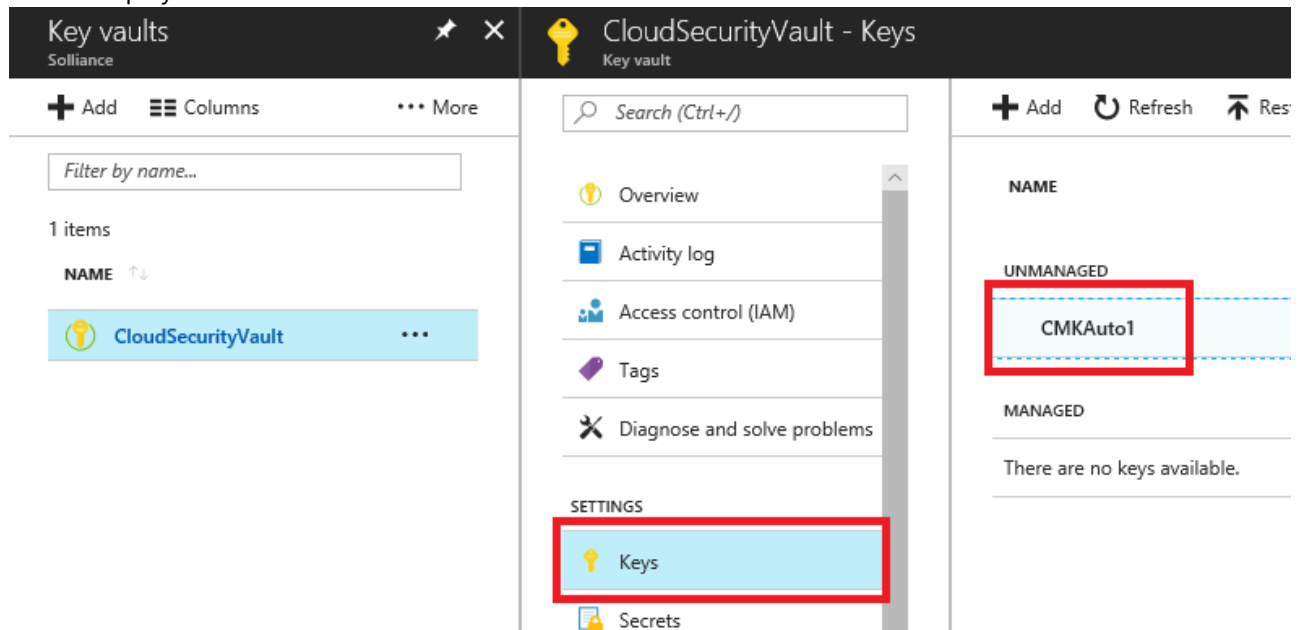 Key vaults
Solliance
Add Columns ... More
Filter by name...
1 items
NAME
CloudSecurityVault ...
CloudSecurityVault - Keys
Key vault
Search (Ctrl+/)
Overview
Activity log
Access control (IAM)
Tags
Diagnose and solve problems
SETTINGS
Keys
Secrets
Add Refresh Res
NAME
UNMANAGED
CMKAuto1
MANAGED
There are no keys available.